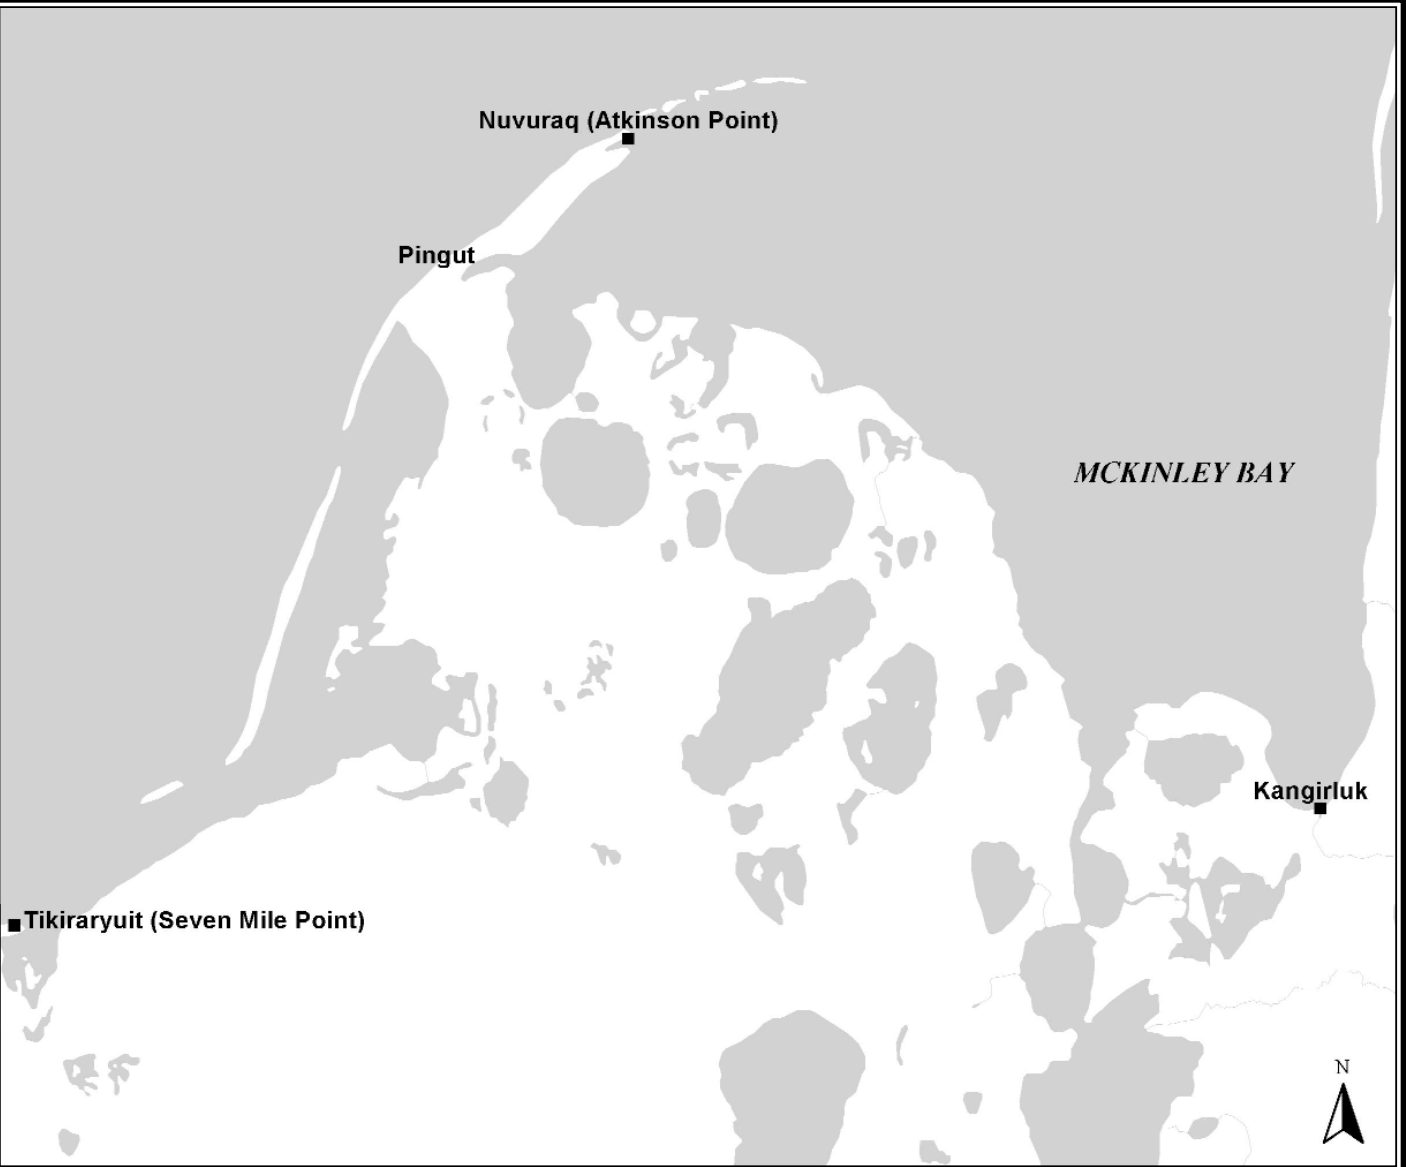 Nuvuraq (Atkinson Point)
Pingut
MCKINLEY BAY
Kangirluk
Tikiraryuit (Seven Mile Point)
N